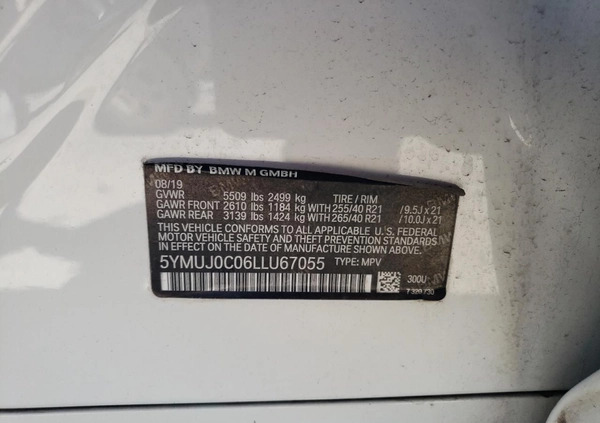 MFD BY BMW M GMBH
08/19
GVWR 5509 lbs 2499 kg TIRE / RIM
GAWR FRONT 2610 lbs 1184 kg WITH 255/40 R21 / 9.5J x 21
GAWR REAR 3139 lbs 1424 kg WITH 265/40 R21 / 10.0J x 21
THIS VEHICLE CONFORMS TO ALL APPLICABLE U.S. FEDERAL
MOTOR VEHICLE SAFETY AND THEFT PREVENTION STANDARDS
IN EFFECT ON THE DATE OF MANUFACTURE SHOWN ABOVE.
5YMUJ0C06LLU67055 TYPE: MPV
300U
7 320 730